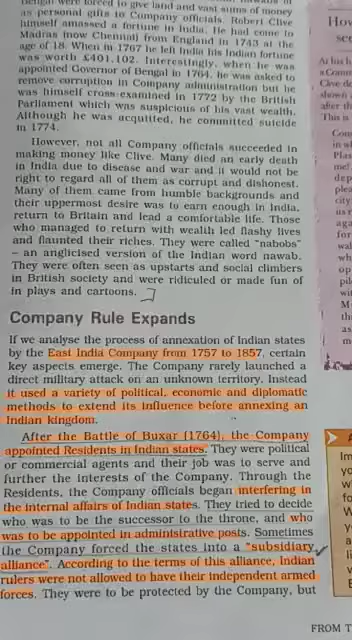 Bengal were forced to give land and vast sums of money
as personal gifts to Company officials. Robert Clive
himself amassed a fortune in India. He had come to
Madras (now Chennai) from England in 1743 at the
age of 18. When in 1767 he left India his Indian fortune
was worth £401,102. Interestingly, when he was
appointed Governor of Bengal in 1764, he was asked to
remove corruption in Company administration but he
was himself cross-examined in 1772 by the British
Parliament which was suspicious of his vast wealth.
Although he was acquitted, he committed suicide
in 1774.
However, not all Company officials succeeded in
making money like Clive. Many died an early death
in India due to disease and war and it would not be
right to regard all of them as corrupt and dishonest.
Many of them came from humble backgrounds and
their uppermost desire was to earn enough in India,
return to Britain and lead a comfortable life. Those
who managed to return with wealth led flashy lives
and flaunted their riches. They were called "nabobs"
– an anglicised version of the Indian word nawab.
They were often seen as upstarts and social climbers
in British society and were ridiculed or made fun of
in plays and cartoons.
Company Rule Expands
If we analyse the process of annexation of Indian states
by the East India Company from 1757 to 1857, certain
key aspects emerge. The Company rarely launched a
direct military attack on an unknown territory. Instead
it used a variety of political, economic and diplomatic
methods to extend its influence before annexing an
Indian kingdom.
After the Battle of Buxar (1764), the Company
appointed Residents in Indian states. They were political
or commercial agents and their job was to serve and
further the interests of the Company. Through the
Residents, the Company officials began interfering in
the internal affairs of Indian states. They tried to decide
who was to be the successor to the throne, and who
was to be appointed in administrative posts. Sometimes
the Company forced the states into a "subsidiary
alliance". According to the terms of this alliance, Indian
rulers were not allowed to have their independent armed
forces. They were to be protected by the Company, but
How
At his h
a Com
Clive de
shown
after th
This is
FROM T